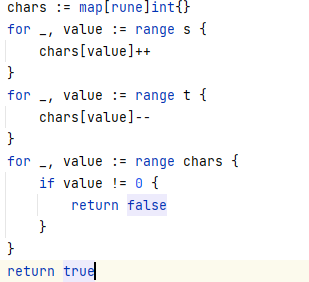 chars := map[rune]int{}
for _, value := range s {
    chars[value]++
}
for _, value := range t {
    chars[value]--
}
for _, value := range chars {
    if value != 0 {
        return false
    }
}
return true